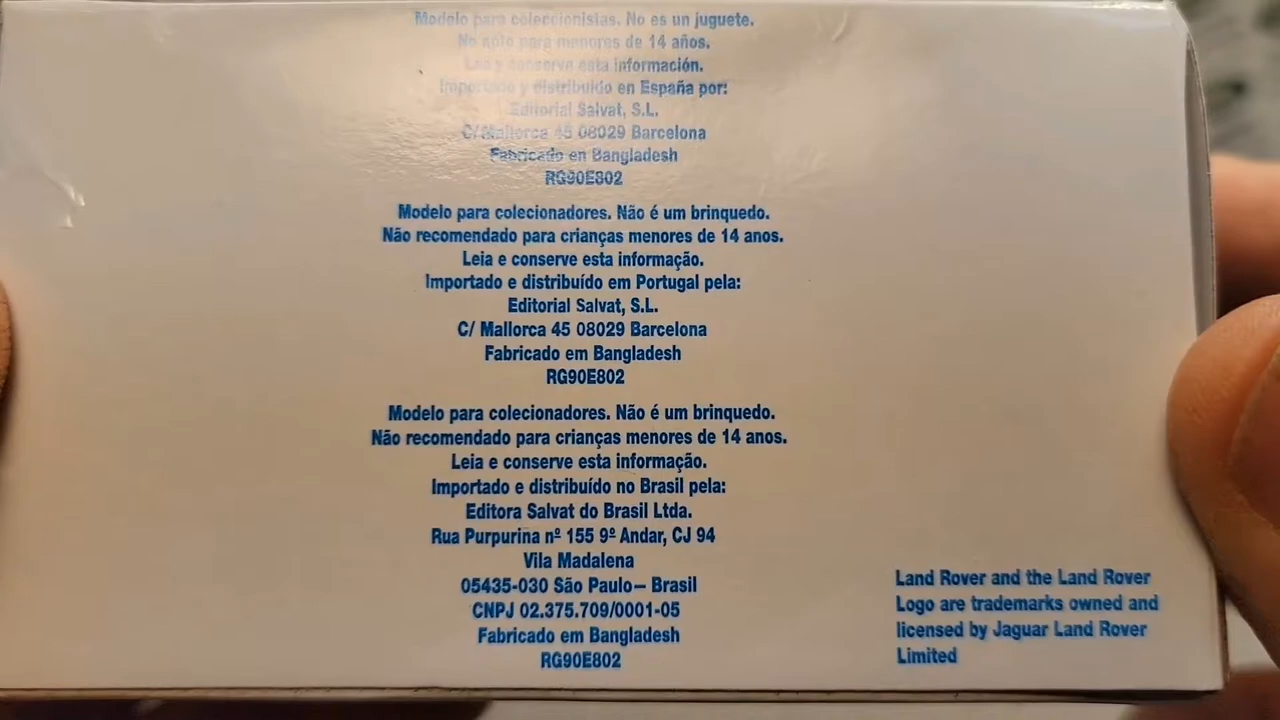 Modelo para coleccionistas. No es un juguete.
No apto para menores de 14 años.
Lea y conserve esta información.
Importado y distribuido en España por:
Editorial Salvat, S.L.
C/ Mallorca 45 08029 Barcelona
Fabricado en Bangladesh
RG90E802
Modelo para colecionadores. Não é um brinquedo.
Não recomendado para crianças menores de 14 anos.
Leia e conserve esta informação.
Importado e distribuído em Portugal pela:
Editorial Salvat, S.L.
C/ Mallorca 45 08029 Barcelona
Fabricado em Bangladesh
RG90E802
Modelo para colecionadores. Não é um brinquedo.
Não recomendado para crianças menores de 14 anos.
Leia e conserve esta informação.
Importado e distribuído no Brasil pela:
Editora Salvat do Brasil Ltda.
Rua Purpurina nº 155 9º Andar, CJ 94
Vila Madalena
05435-030 São Paulo– Brasil
CNPJ 02.375.709/0001-05
Fabricado em Bangladesh
RG90E802
Land Rover and the Land Rover
Logo are trademarks owned and
licensed by Jaguar Land Rover
Limited